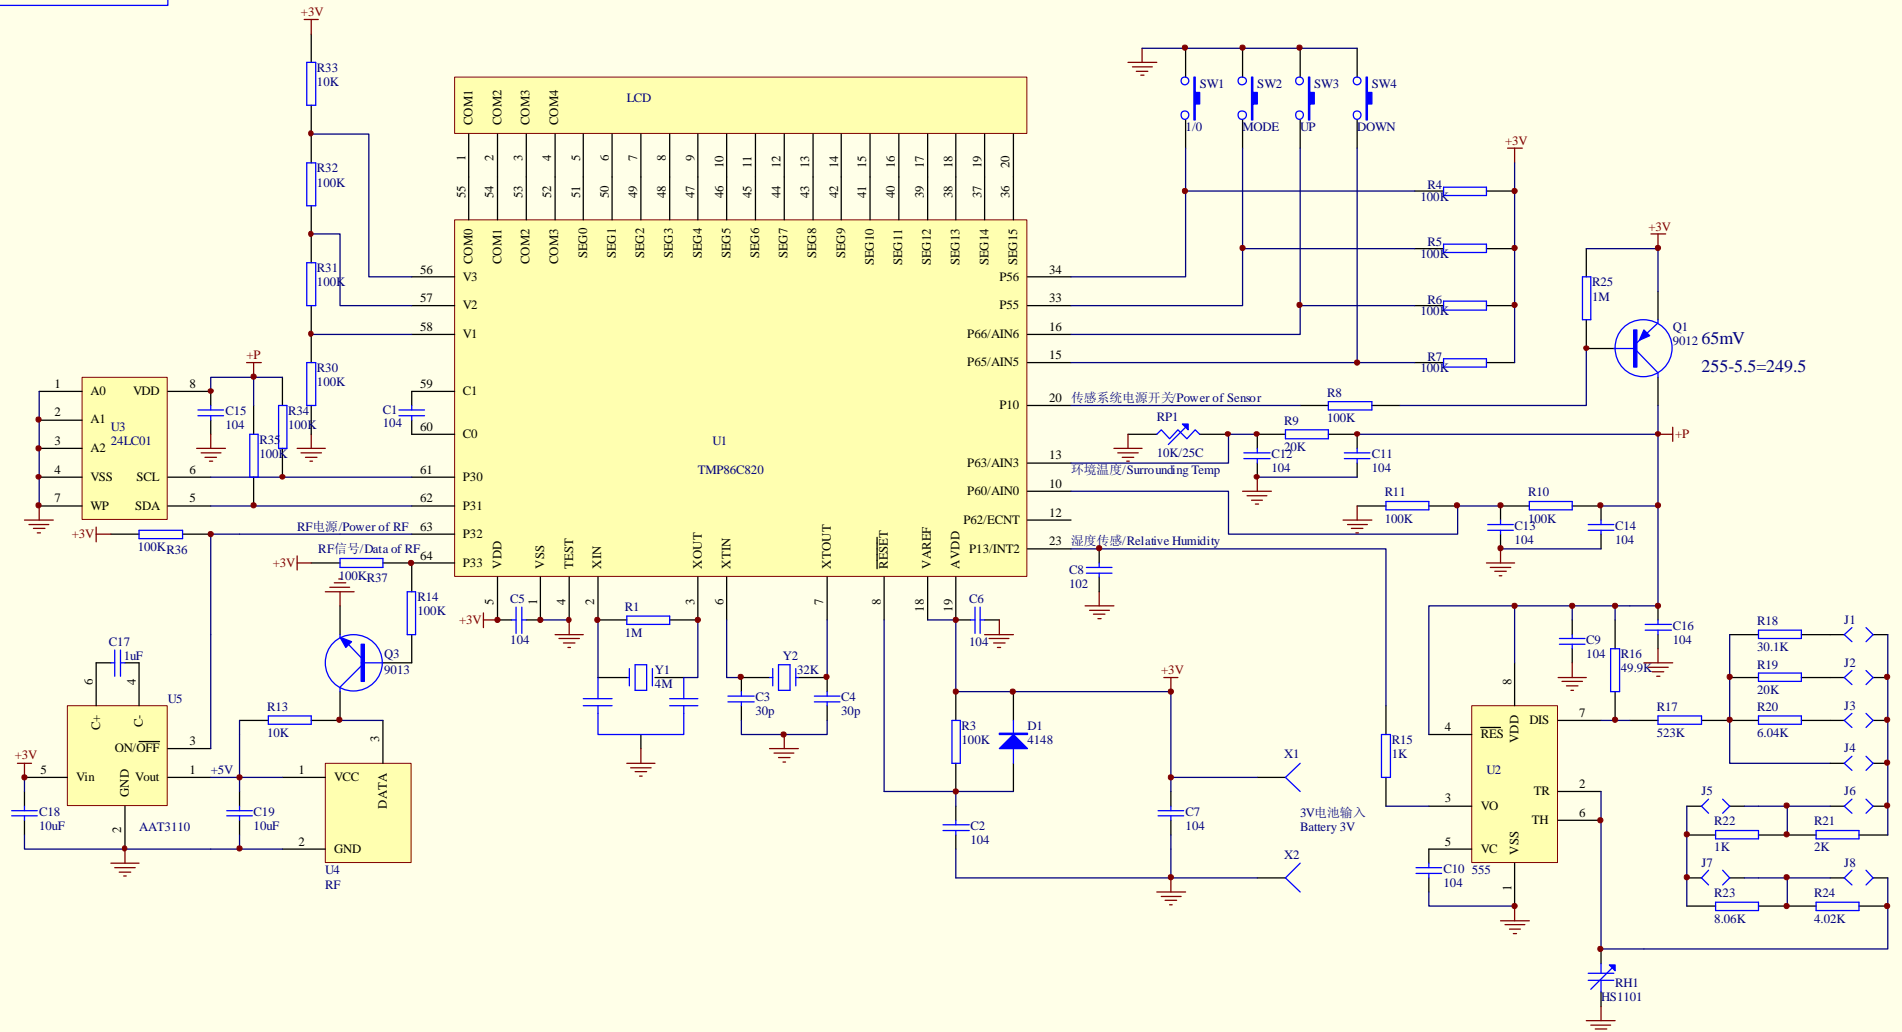 +3V
R33
10K
R32
100K
R31
100K
R30
100K
LCD
COM1 COM2 COM3 COM4
1 2 3 4 5 6 7 8 9 10 11 12 13 14 15 16 17 18 19 20
55 54 53 52 51 50 49 48 47 46 45 44 43 42 41 40 39 38 37 36
COM0 COM1 COM2 COM3 SEG0 SEG1 SEG2 SEG3 SEG4 SEG5 SEG6 SEG7 SEG8 SEG9 SEG10 SEG11 SEG12 SEG13 SEG14 SEG15
56 V3
57 V2
58 V1
59 C1
60 C0
61 P30
62 P31
63 P32
64 P33
C1
104
U1
TMP86C820
P56 34
P55 33
P66/AIN6 16
P65/AIN5 15
P10 20
P63/AIN3 13
P60/AIN0 10
P62/ECNT 12
P13/INT2 23
VDD VSS TEST XIN XOUT XTIN XTOUT RESET VAREF AVDD
5 1 4 2 3 6 7 8 18 19
SW1 SW2 SW3 SW4
1/0 MODE UP DOWN
+3V
R4
100K
R5
100K
R6
100K
R7
100K
+3V
R25
1M
Q1
9012
65mV
255-5.5=249.5
传感系统电源开关/Power of Sensor
R8
100K
RP1
10K/25C
R9
20K
C12
104
C11
104
+P
环境温度/Surrounding Temp
R11
100K
R10
100K
C13
104
C14
104
湿度传感/Relative Humidity
C8
102
+P
1 A0 VDD 8
2 A1
3 A2
4 VSS SCL 6
7 WP SDA 5
U3
24LC01
C15
104
R34
100K
R35
100K
+3V
100K R36
RF电源/Power of RF
RF信号/Data of RF
+3V
100K R37
R14
100K
Q3
9013
C17
1uF
6 4
U5
C+ C-
ON/OFF 3
Vin GND Vout
5 2 1
+5V
+3V
C18
10uF
AAT3110
R13
10K
C19
10uF
3
1 VCC
DATA
2 GND
U4
RF
+3V
C5
104
R1
1M
Y1
4M
Y2
32K
C3
30p
C4
30p
C6
104
+3V
R3
100K
D1
4148
C2
104
C7
104
X1
3V电池输入
Battery 3V
X2
R15
1K
C9
104
R16
49.9K
C16
104
8
4 RES VDD DIS 7
U2
TR 2
3 VO
TH 6
5 VC VSS
1
C10
104
555
R17
523K
R18
30.1K
J1
R19
20K
J2
R20
6.04K
J3
J4
J5 J6
R22 R21
1K 2K
J7 J8
R23 R24
8.06K 4.02K
RH1
HS1101